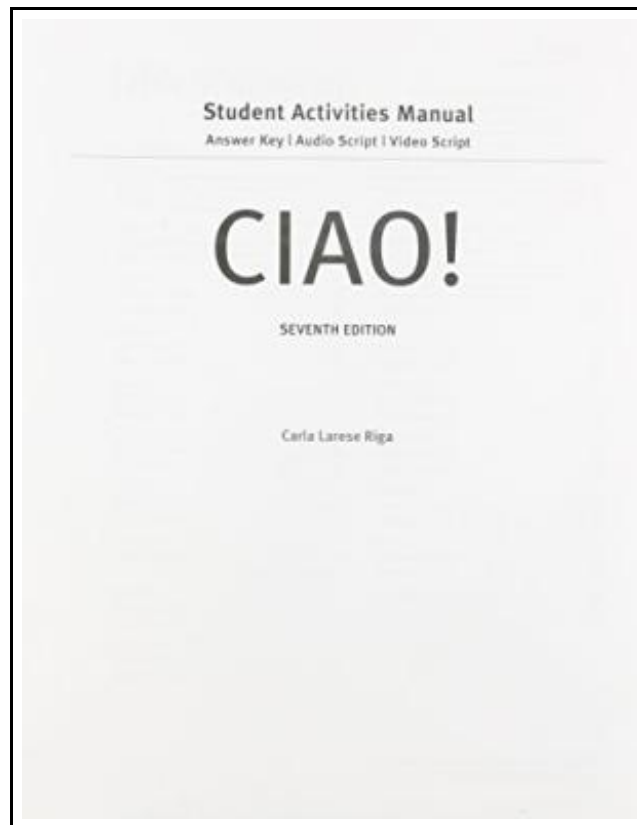 Student Activities Manual
Answer Key | Audio Script | Video Script
CIAO!
SEVENTH EDITION
Carla Larese Riga